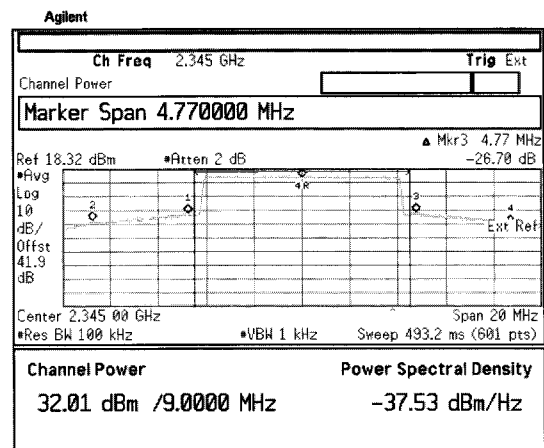 Agilent
Ch Freq 2.345 GHz Trig Ext
Channel Power
Marker Span 4.770000 MHz
▵ Mkr3 4.77 MHz
Ref 18.32 dBm #Atten 2 dB -26.70 dB
#Avg
Log
10
dB/
Offst
41.9
dB
2
1
4R
3
4
Ext Ref
Center 2.345 00 GHz Span 20 MHz
#Res BW 100 kHz #VBW 1 kHz Sweep 493.2 ms (601 pts)
Channel Power Power Spectral Density
32.01 dBm /9.0000 MHz -37.53 dBm/Hz